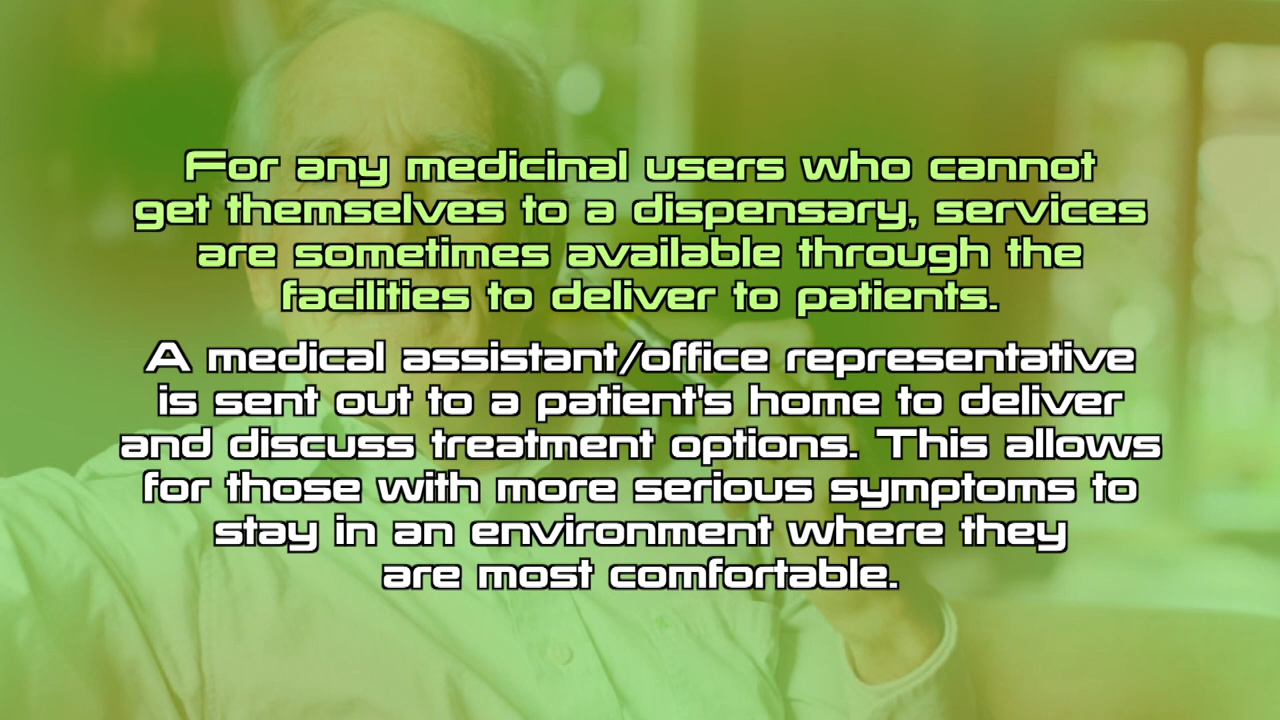 For any medicinal users who cannot
get themselves to a dispensary, services
are sometimes available through the
facilities to deliver to patients.
A medical assistant/office representative
is sent out to a patient's home to deliver
and discuss treatment options. This allows
for those with more serious symptoms to
stay in an environment where they
are most comfortable.